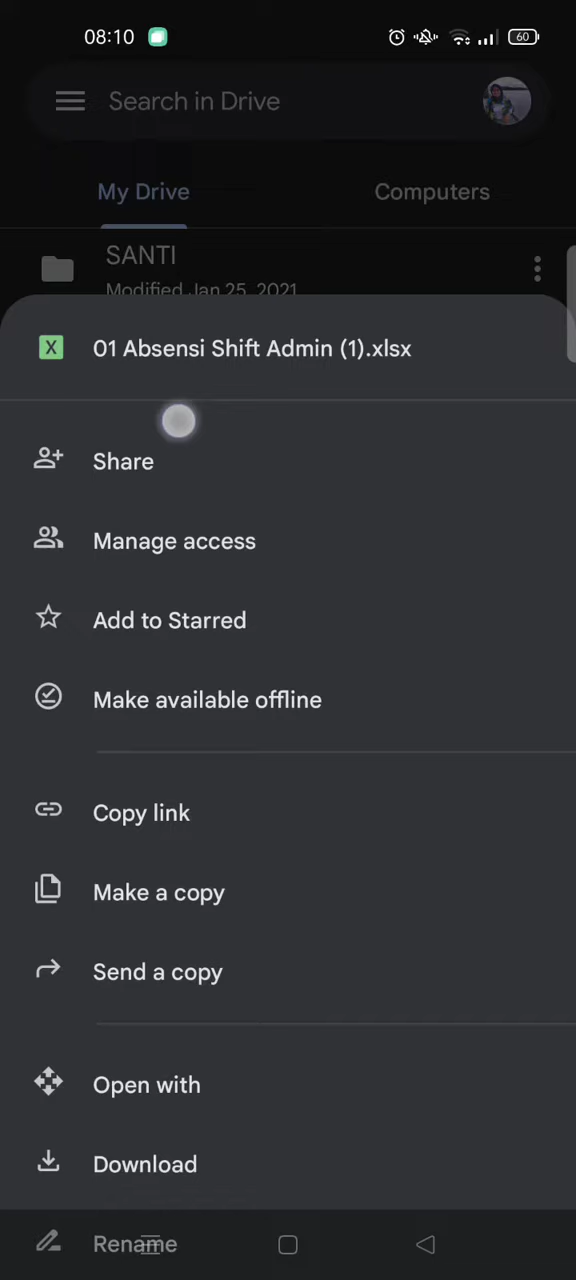 08:10
60
Search in Drive
My Drive
Computers
SANTI
Modified Jan 25, 2021
X
01 Absensi Shift Admin (1).xlsx
Share
Manage access
Add to Starred
Make available offline
Copy link
Make a copy
Send a copy
Open with
Download
Rename